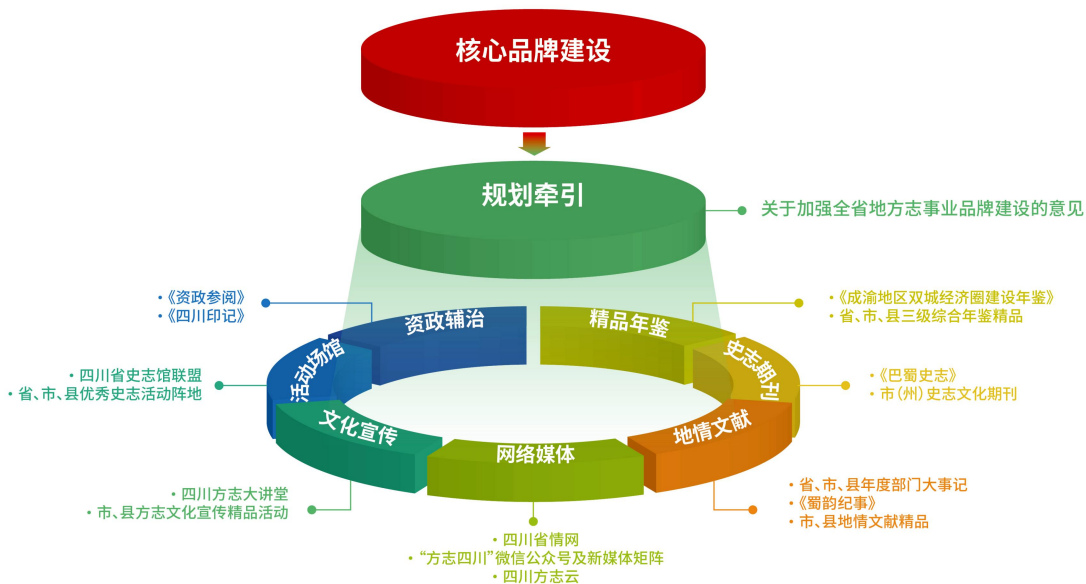 核心品牌建设
规划牵引
关于加强全省地方志事业品牌建设的意见
·《资政参阅》
·《四川印记》
资政辅治
精品年鉴
·《成渝地区双城经济圈建设年鉴》
· 省、市、县三级综合年鉴精品
活动场馆
史志期刊
· 四川省史志馆联盟
· 省、市、县优秀史志活动阵地
·《巴蜀史志》
· 市(州)史志文化期刊
文化宣传
网络媒体
地情文献
· 四川方志大讲堂
· 市、县方志文化宣传精品活动
· 省、市、县年度部门大事记
·《蜀韵纪事》
· 市、县地情文献精品
· 四川省情网
· “方志四川”微信公众号及新媒体矩阵
· 四川方志云